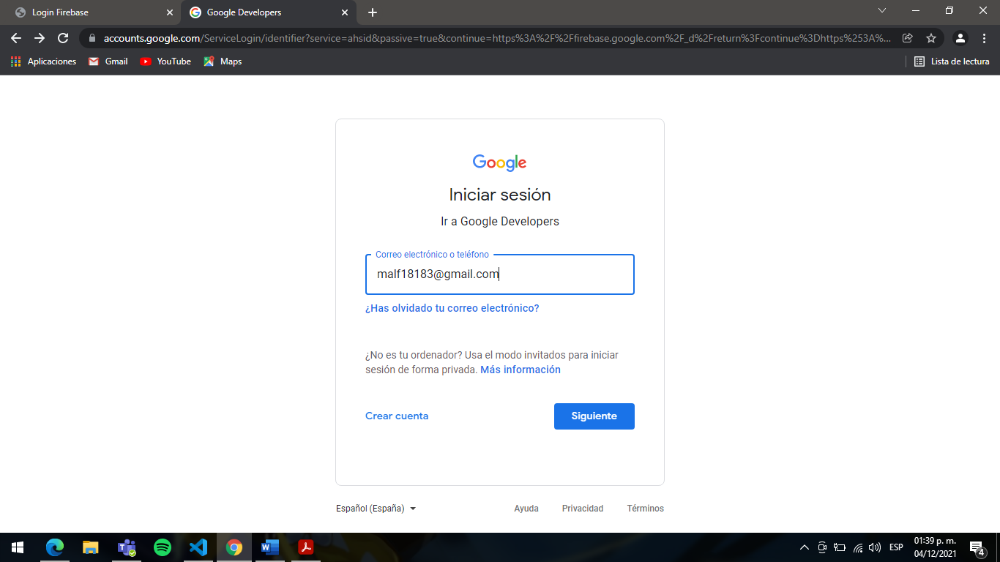 Login Firebase
Google Developers
accounts.google.com/ServiceLogin/identifier?service=ahsid&passive=true&continue=https%3A%2F%2Ffirebase.google.com%2F_d%2Freturn%3Fcontinue%3Dhttps%253A%...
Aplicaciones Gmail YouTube Maps Lista de lectura
Google
Iniciar sesión
Ir a Google Developers
Correo electrónico o teléfono
malf18183@gmail.com
¿Has olvidado tu correo electrónico?
¿No es tu ordenador? Usa el modo invitados para iniciar
sesión de forma privada. Más información
Crear cuenta Siguiente
Español (España) Ayuda Privacidad Términos
ESP
01:39 p. m.
04/12/2021
4